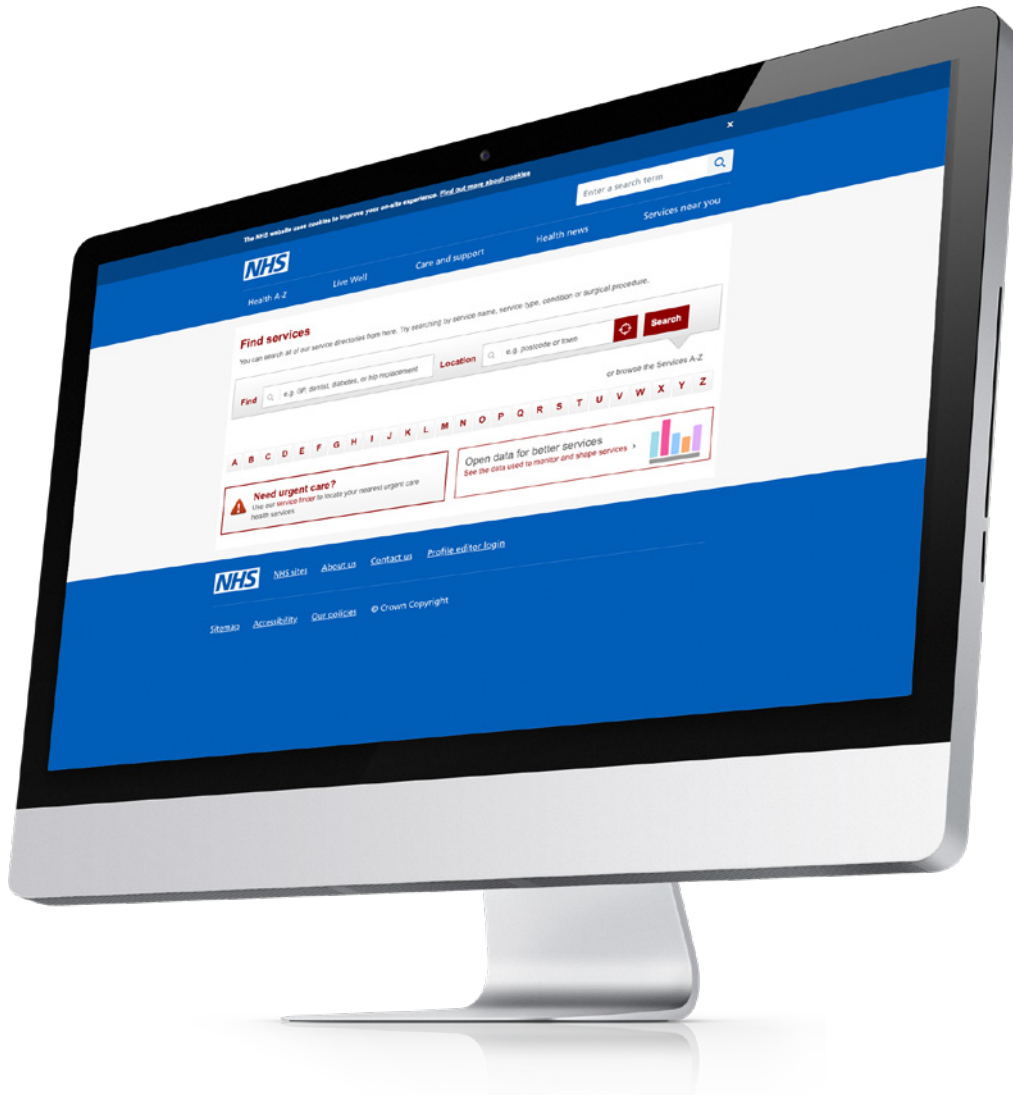 ×
The NHS website uses cookies to improve your on-site experience. Find out more about cookies
Enter a search term
NHS
Health A-Z Live Well Care and support Health news Services near you
Find services
You can search all of our service directories from here. Try searching by service name, service type, condition or surgical procedure.
Find e.g. GP, dentist, diabetes, or hip replacement Location e.g. postcode or town Search
or browse the Services A-Z
A B C D E F G H I J K L M N O P Q R S T U V W X Y Z
Need urgent care?
Use our service finder to locate your nearest urgent care
health services
Open data for better services ›
See the data used to monitor and shape services
NHS NHS sites About us Contact us Profile editor login
Sitemap Accessibility Our policies © Crown Copyright